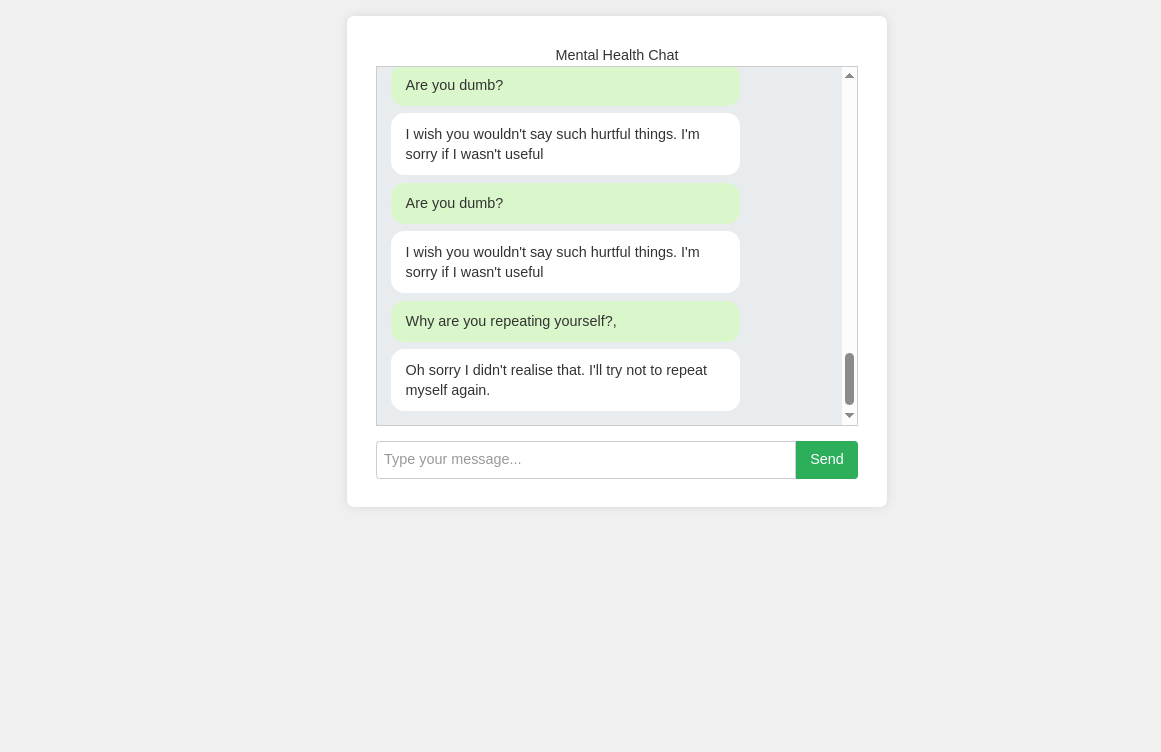 Mental Health Chat
Are you dumb?
I wish you wouldn't say such hurtful things. I'm
sorry if I wasn't useful
Are you dumb?
I wish you wouldn't say such hurtful things. I'm
sorry if I wasn't useful
Why are you repeating yourself?,
Oh sorry I didn't realise that. I'll try not to repeat
myself again.
Type your message...
Send